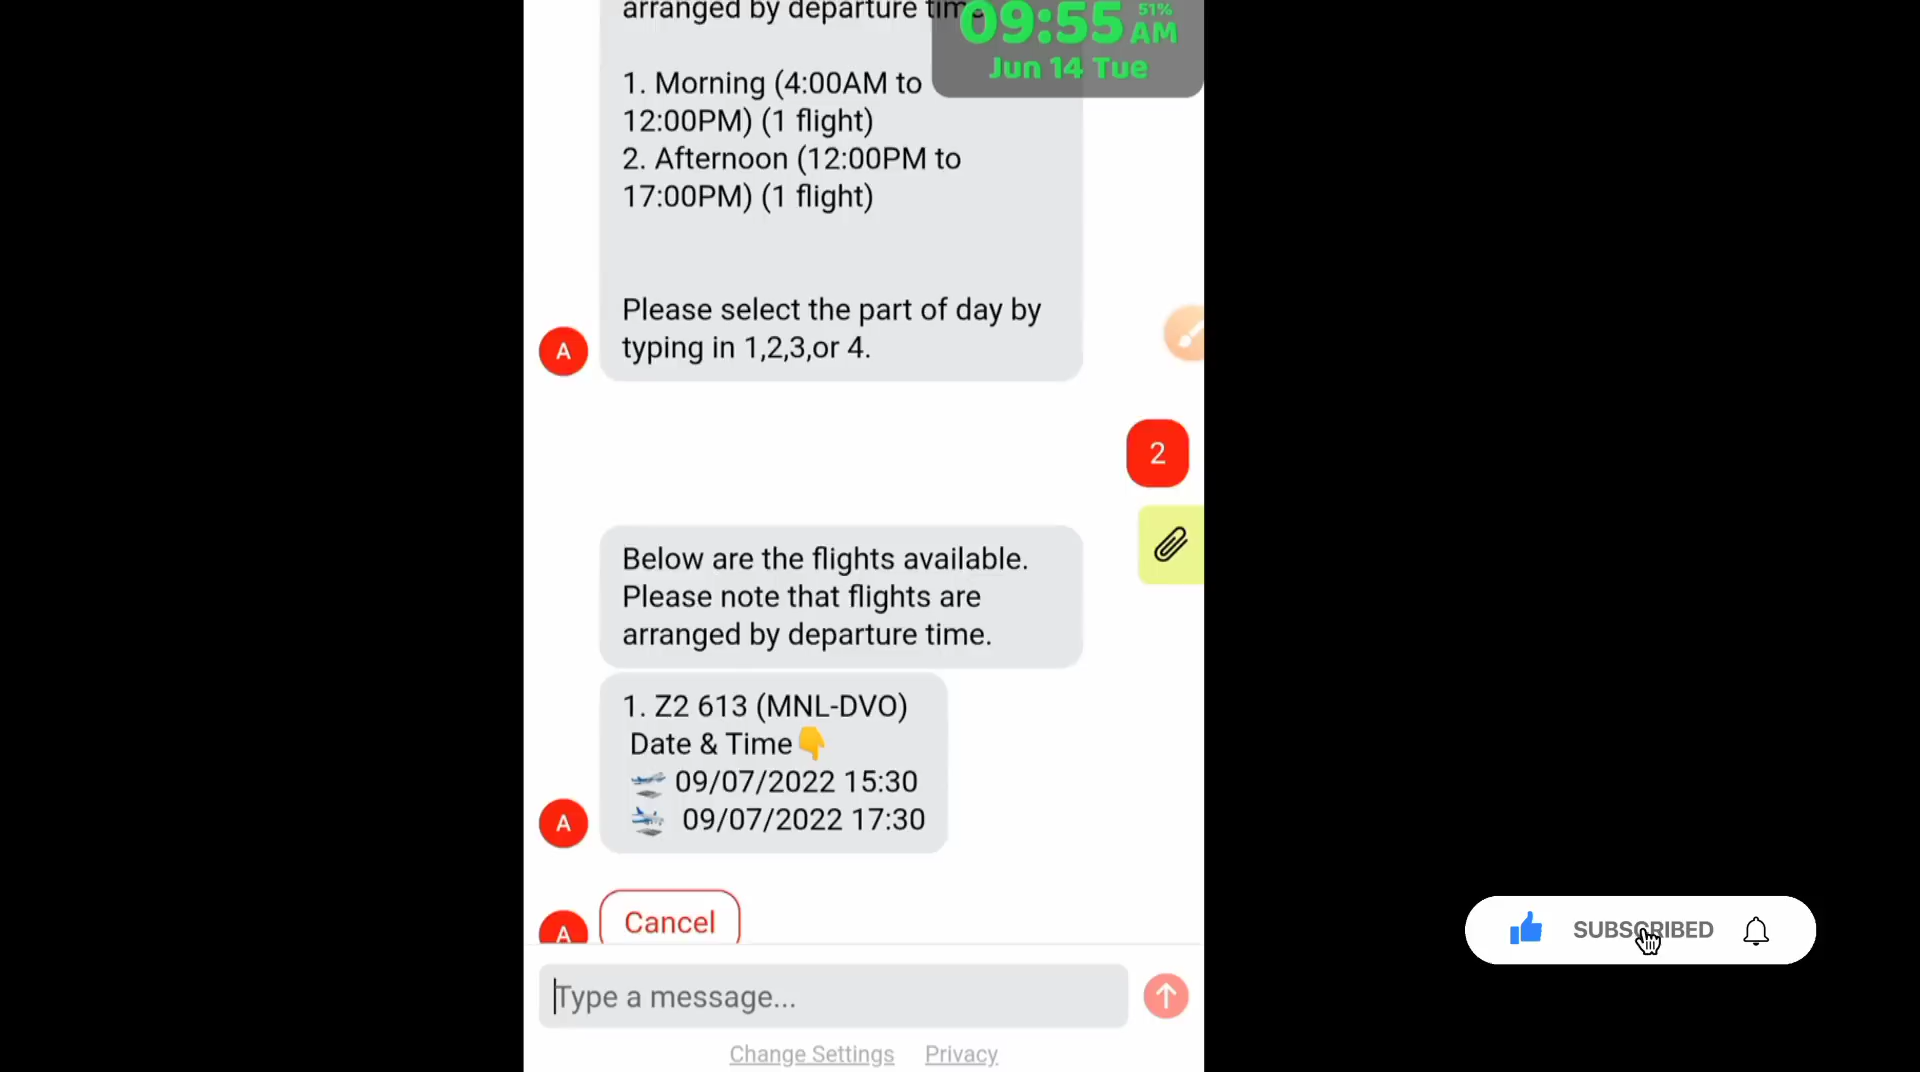 arranged by departure time
09:55 AM
51%
Jun 14 Tue
1. Morning (4:00AM to
12:00PM) (1 flight)
2. Afternoon (12:00PM to
17:00PM) (1 flight)
Please select the part of day by
typing in 1,2,3,or 4.
A
2
Below are the flights available.
Please note that flights are
arranged by departure time.
1. Z2 613 (MNL-DVO)
Date & Time👇
🛫 09/07/2022 15:30
🛬 09/07/2022 17:30
A
A
Cancel
SUBSCRIBED
Type a message...
Change Settings Privacy